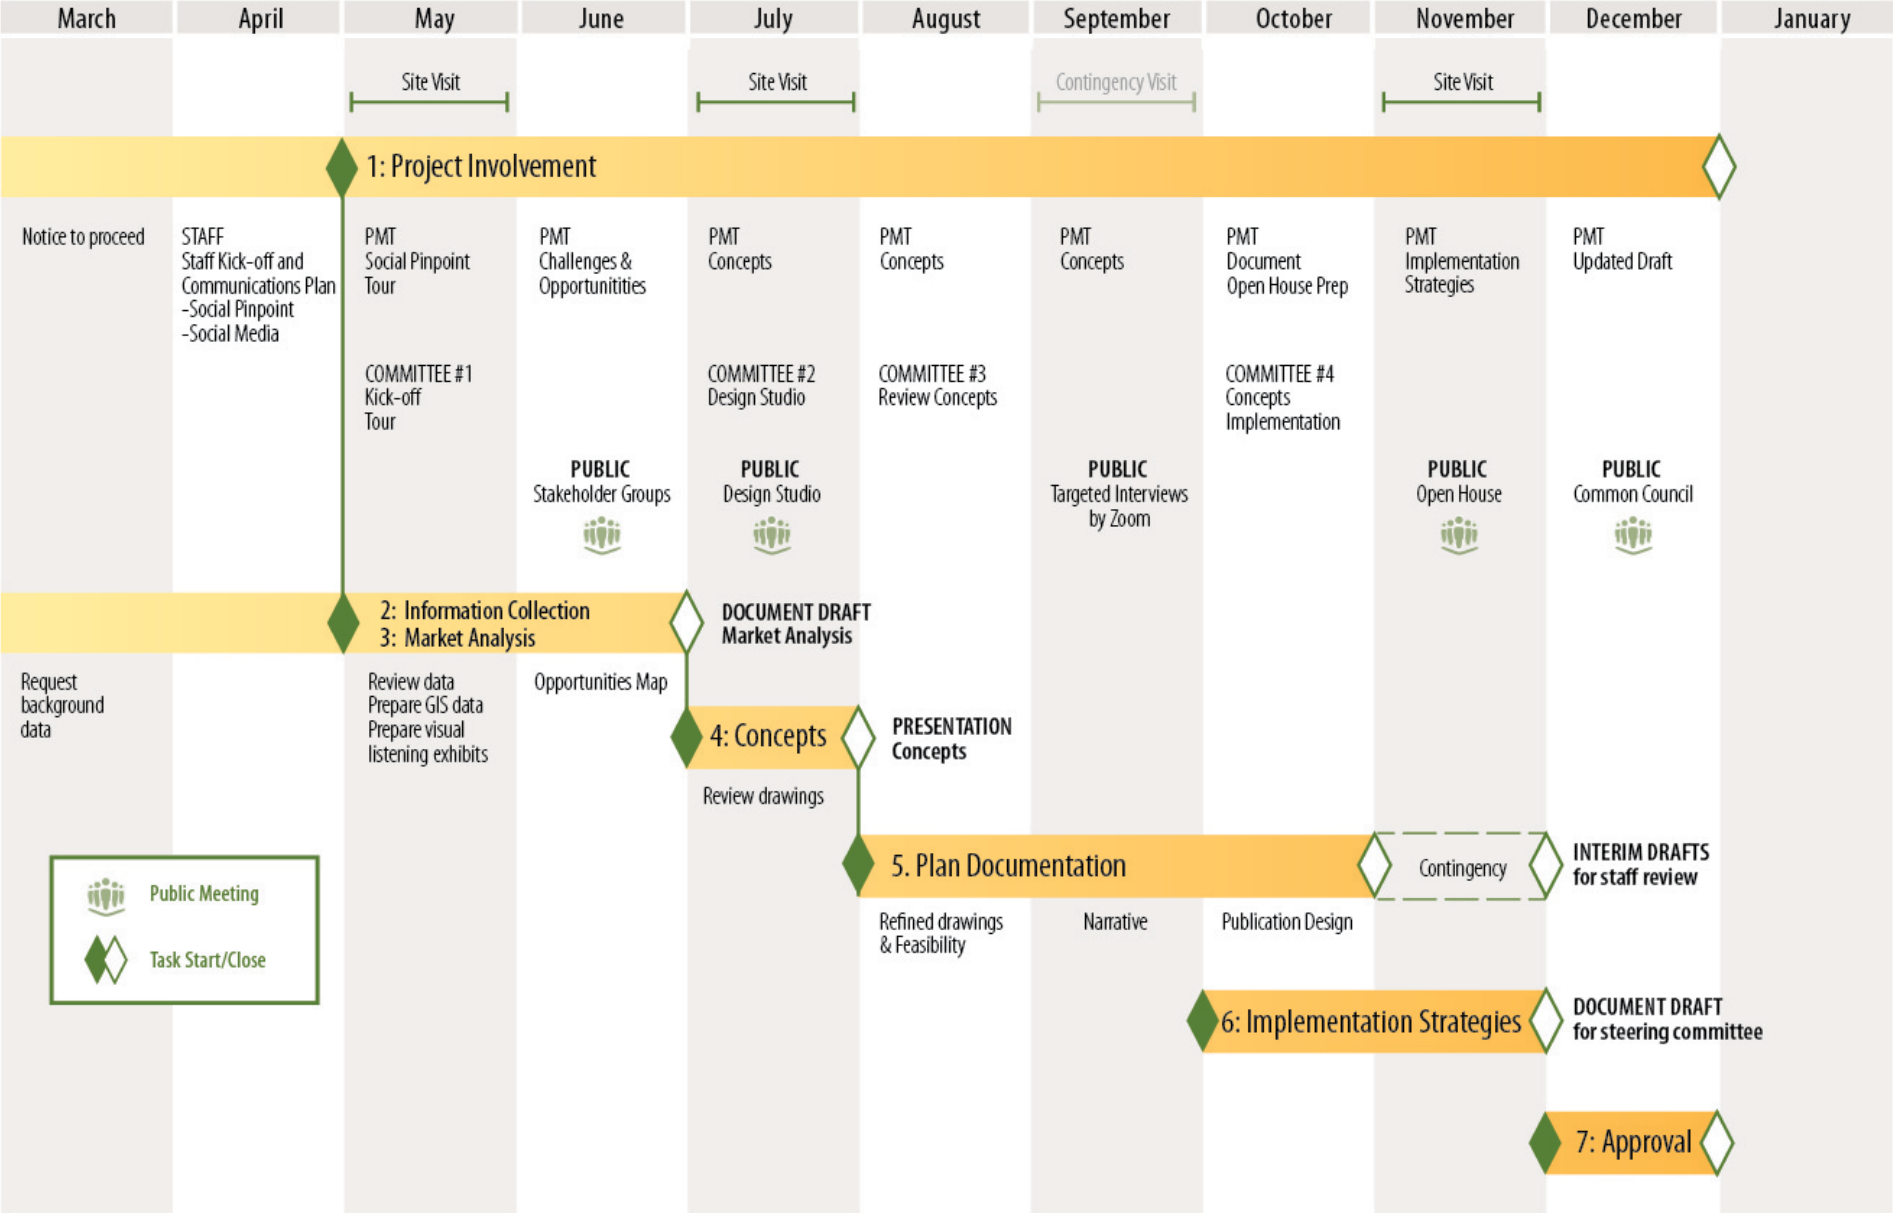 March
April
May
June
July
August
September
October
November
December
January
Site Visit
Site Visit
Contingency Visit
Site Visit
1: Project Involvement
Notice to proceed
STAFF
Staff Kick-off and
Communications Plan
-Social Pinpoint
-Social Media
PMT
Social Pinpoint
Tour
PMT
Challenges &
Opportunitities
PMT
Concepts
PMT
Concepts
PMT
Concepts
PMT
Document
Open House Prep
PMT
Implementation
Strategies
PMT
Updated Draft
COMMITTEE #1
Kick-off
Tour
COMMITTEE #2
Design Studio
COMMITTEE #3
Review Concepts
COMMITTEE #4
Concepts
Implementation
PUBLIC
Stakeholder Groups
PUBLIC
Design Studio
PUBLIC
Targeted Interviews
by Zoom
PUBLIC
Open House
PUBLIC
Common Council
2: Information Collection
3: Market Analysis
DOCUMENT DRAFT
Market Analysis
Request
background
data
Review data
Prepare GIS data
Prepare visual
listening exhibits
Opportunities Map
4: Concepts
PRESENTATION
Concepts
Review drawings
5. Plan Documentation
Contingency
INTERIM DRAFTS
for staff review
Refined drawings
& Feasibility
Narrative
Publication Design
Public Meeting
Task Start/Close
6: Implementation Strategies
DOCUMENT DRAFT
for steering committee
7: Approval